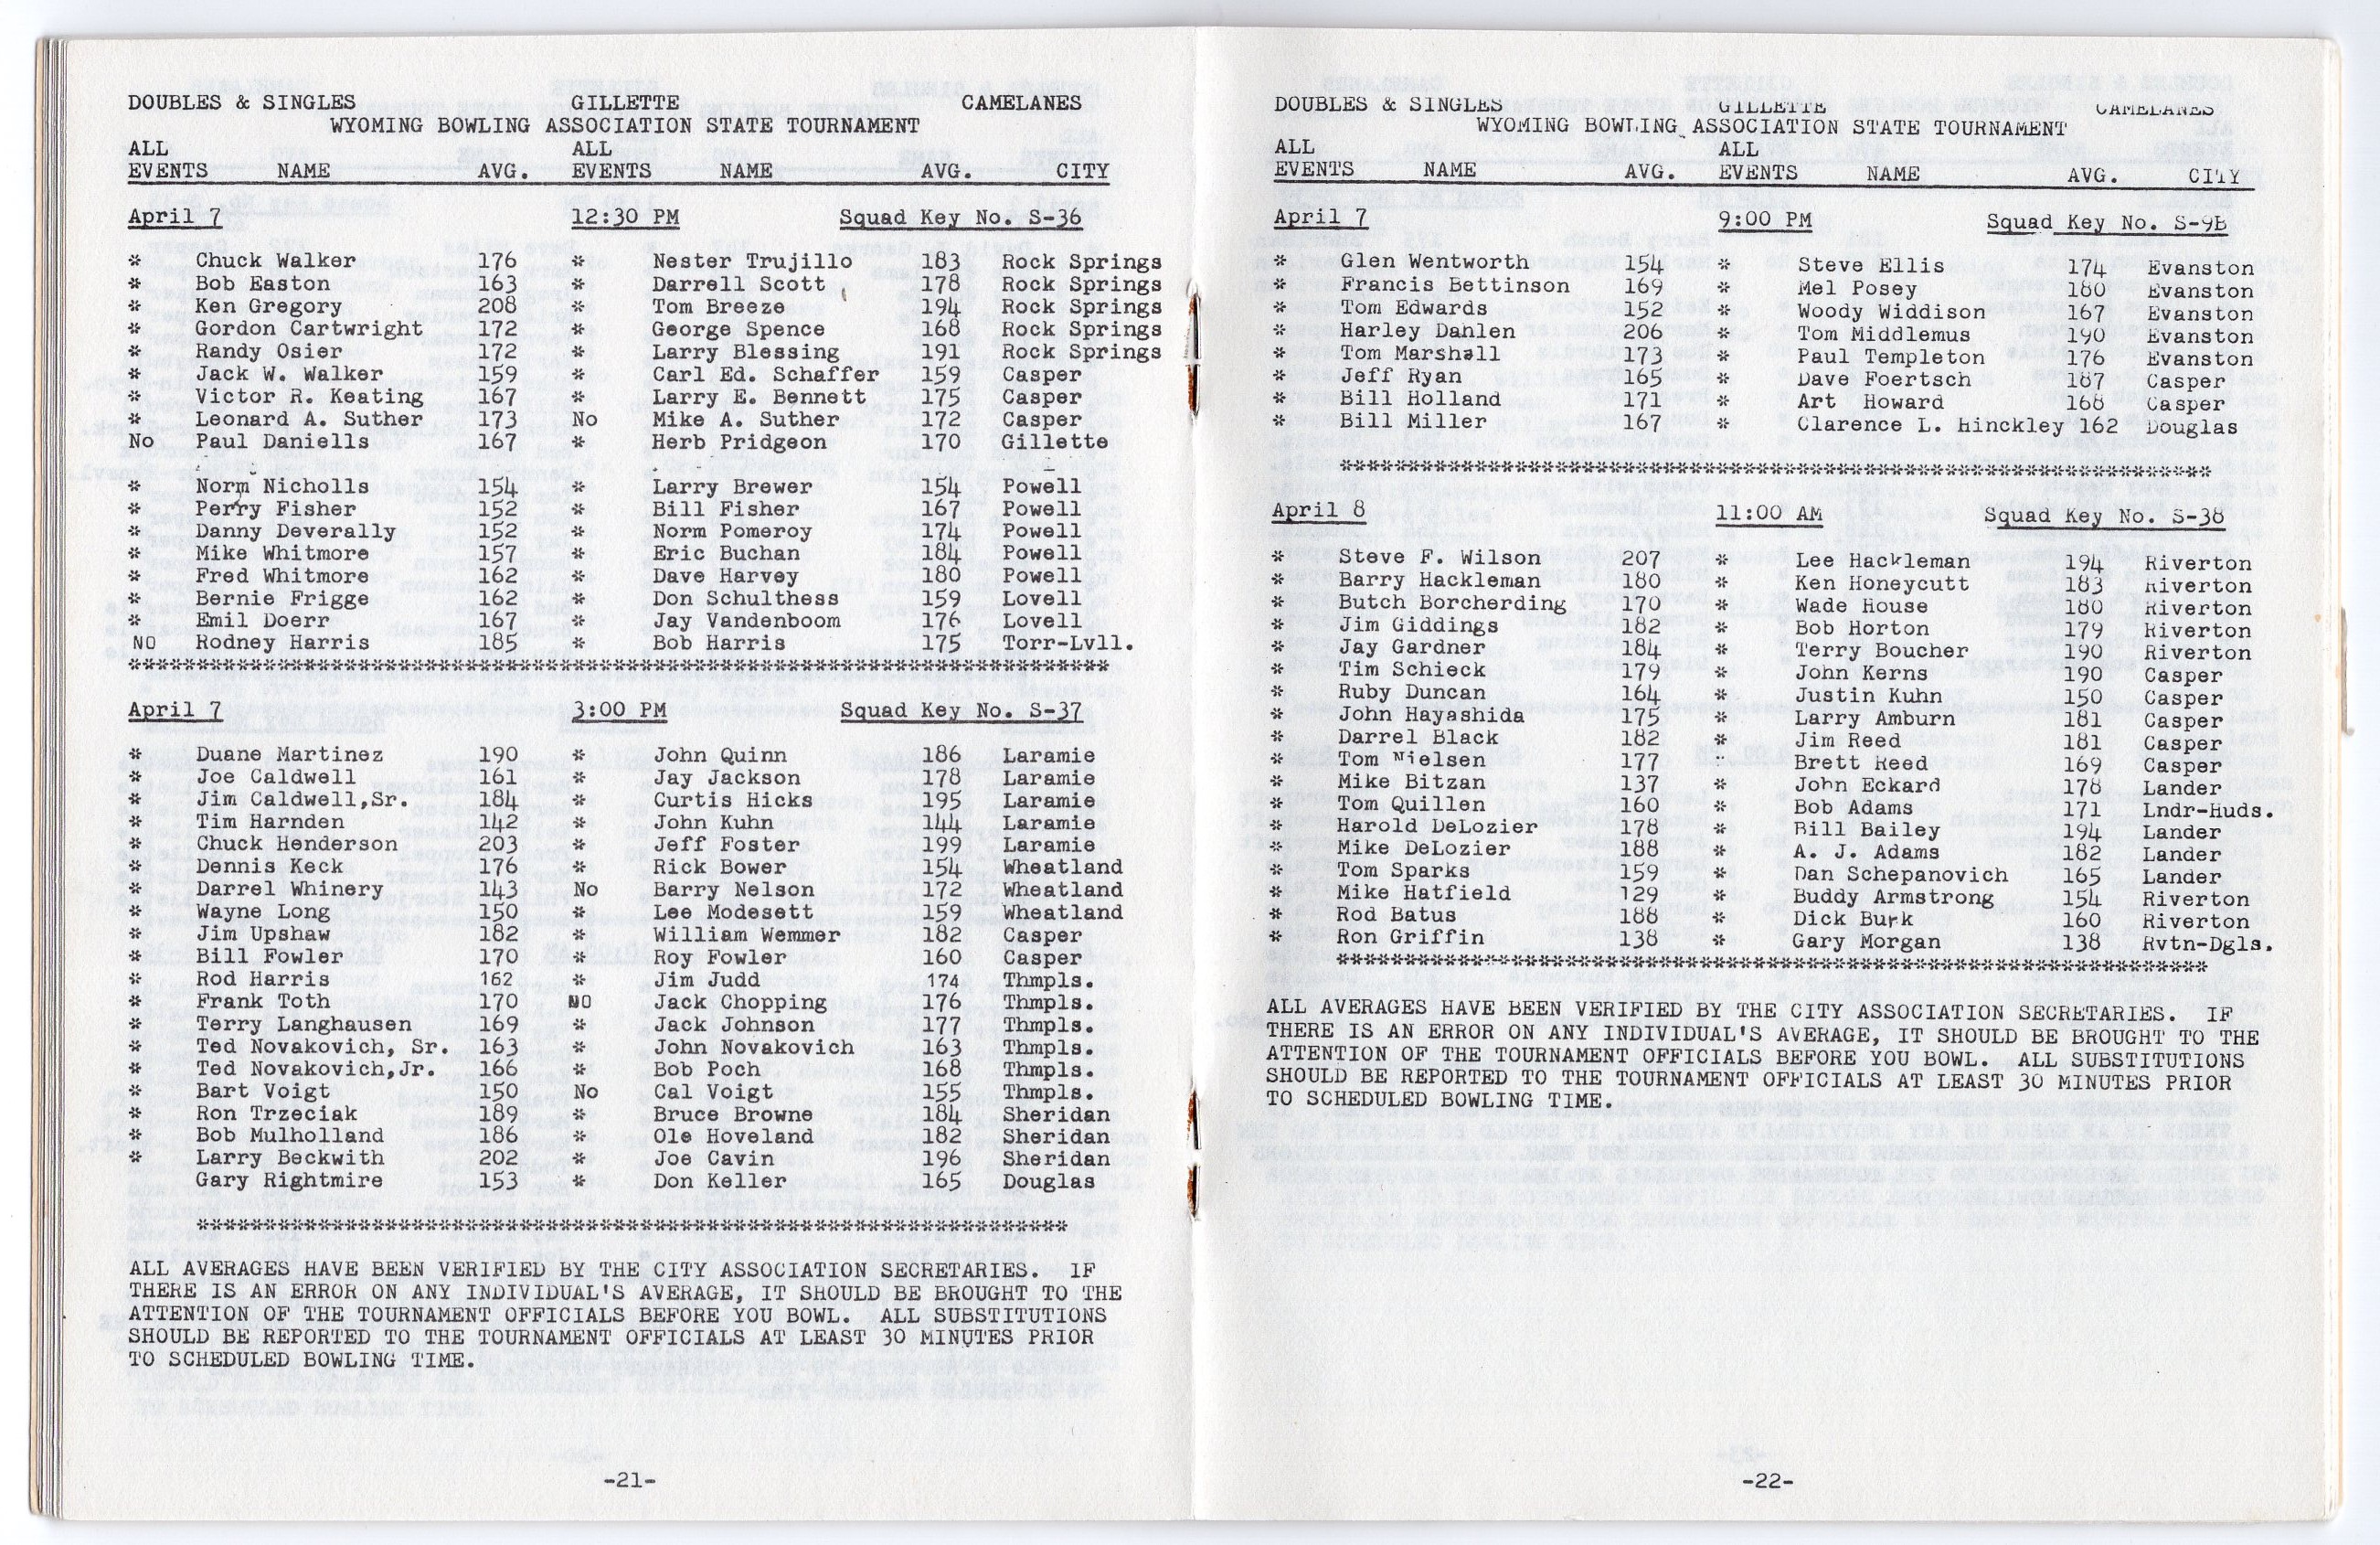 DOUBLES & SINGLES GILLETTE CAMELANES
WYOMING BOWLING ASSOCIATION STATE TOURNAMENT
ALL ALL
EVENTS NAME AVG. EVENTS NAME AVG. CITY
April 7 12:30 PM Squad Key No. S-36
* Chuck Walker 176 * Nester Trujillo 183 Rock Springs
* Bob Easton 163 * Darrell Scott 178 Rock Springs
* Ken Gregory 208 * Tom Breeze 194 Rock Springs
* Gordon Cartwright 172 * George Spence 168 Rock Springs
* Randy Osier 172 * Larry Blessing 191 Rock Springs
* Jack W. Walker 159 * Carl Ed. Schaffer 159 Casper
* Victor R. Keating 167 * Larry E. Bennett 175 Casper
* Leonard A. Suther 173 No Mike A. Suther 172 Casper
No Paul Daniells 167 * Herb Pridgeon 170 Gillette
* Norm Nicholls 154 * Larry Brewer 154 Powell
* Perry Fisher 152 * Bill Fisher 167 Powell
* Danny Deverally 152 * Norm Pomeroy 174 Powell
* Mike Whitmore 157 * Eric Buchan 184 Powell
* Fred Whitmore 162 * Dave Harvey 180 Powell
* Bernie Frigge 162 * Don Schulthess 159 Lovell
* Emil Doerr 167 * Jay Vandenboom 176 Lovell
NO Rodney Harris 185 * Bob Harris 175 Torr-Lvll.
*************************************************************************
April 7 3:00 PM Squad Key No. S-37
* Duane Martinez 190 * John Quinn 186 Laramie
* Joe Caldwell 161 * Jay Jackson 178 Laramie
* Jim Caldwell,Sr. 184 * Curtis Hicks 195 Laramie
* Tim Harnden 142 * John Kuhn 144 Laramie
* Chuck Henderson 203 * Jeff Foster 199 Laramie
* Dennis Keck 176 * Rick Bower 154 Wheatland
* Darrel Whinery 143 No Barry Nelson 172 Wheatland
* Wayne Long 150 * Lee Modesett 159 Wheatland
* Jim Upshaw 182 * William Wemmer 182 Casper
* Bill Fowler 170 * Roy Fowler 160 Casper
* Rod Harris 162 * Jim Judd 174 Thmpls.
* Frank Toth 170 NO Jack Chopping 176 Thmpls.
* Terry Langhausen 169 * Jack Johnson 177 Thmpls.
* Ted Novakovich, Sr. 163 * John Novakovich 163 Thmpls.
* Ted Novakovich,Jr. 166 * Bob Poch 168 Thmpls.
* Bart Voigt 150 No Cal Voigt 155 Thmpls.
* Ron Trzeciak 189 * Bruce Browne 184 Sheridan
* Bob Mulholland 186 * Ole Hoveland 182 Sheridan
* Larry Beckwith 202 * Joe Cavin 196 Sheridan
Gary Rightmire 153 * Don Keller 165 Douglas
*****************************************************************
ALL AVERAGES HAVE BEEN VERIFIED BY THE CITY ASSOCIATION SECRETARIES. IF
THERE IS AN ERROR ON ANY INDIVIDUAL'S AVERAGE, IT SHOULD BE BROUGHT TO THE
ATTENTION OF THE TOURNAMENT OFFICIALS BEFORE YOU BOWL. ALL SUBSTITUTIONS
SHOULD BE REPORTED TO THE TOURNAMENT OFFICIALS AT LEAST 30 MINUTES PRIOR
TO SCHEDULED BOWLING TIME.
-21-
DOUBLES & SINGLES GILLETTE CAMELANES
WYOMING BOWLING ASSOCIATION STATE TOURNAMENT
ALL ALL
EVENTS NAME AVG. EVENTS NAME AVG. CITY
April 7 9:00 PM Squad Key No. S-9B
* Glen Wentworth 154 * Steve Ellis 174 Evanston
* Francis Bettinson 169 * Mel Posey 180 Evanston
* Tom Edwards 152 * Woody Widdison 167 Evanston
* Harley Dahlen 206 * Tom Middlemus 190 Evanston
* Tom Marshall 173 * Paul Templeton 176 Evanston
* Jeff Ryan 165 * Dave Foertsch 187 Casper
* Bill Holland 171 * Art Howard 168 Casper
* Bill Miller 167 * Clarence L. Hinckley 162 Douglas
*****************************************************************
April 8 11:00 AM Squad Key No. S-38
* Steve F. Wilson 207 * Lee Hackleman 194 Riverton
* Barry Hackleman 180 * Ken Honeycutt 183 Riverton
* Butch Borcherding 170 * Wade House 180 Riverton
* Jim Giddings 182 * Bob Horton 179 Riverton
* Jay Gardner 184 * Terry Boucher 190 Riverton
* Tim Schieck 179 * John Kerns 190 Casper
* Ruby Duncan 164 * Justin Kuhn 150 Casper
* John Hayashida 175 * Larry Amburn 181 Casper
* Darrel Black 182 * Jim Reed 181 Casper
* Tom Nielsen 177 * Brett Reed 169 Casper
* Mike Bitzan 137 * John Eckard 178 Lander
* Tom Quillen 160 * Bob Adams 171 Lndr-Huds.
* Harold DeLozier 178 * Bill Bailey 194 Lander
* Mike DeLozier 188 * A. J. Adams 182 Lander
* Tom Sparks 159 * Dan Schepanovich 165 Lander
* Mike Hatfield 129 * Buddy Armstrong 154 Riverton
* Rod Batus 188 * Dick Burk 160 Riverton
* Ron Griffin 138 * Gary Morgan 138 Rvtn-Dgls.
*****************************************************************
ALL AVERAGES HAVE BEEN VERIFIED BY THE CITY ASSOCIATION SECRETARIES. IF
THERE IS AN ERROR ON ANY INDIVIDUAL'S AVERAGE, IT SHOULD BE BROUGHT TO THE
ATTENTION OF THE TOURNAMENT OFFICIALS BEFORE YOU BOWL. ALL SUBSTITUTIONS
SHOULD BE REPORTED TO THE TOURNAMENT OFFICIALS AT LEAST 30 MINUTES PRIOR
TO SCHEDULED BOWLING TIME.
-22-